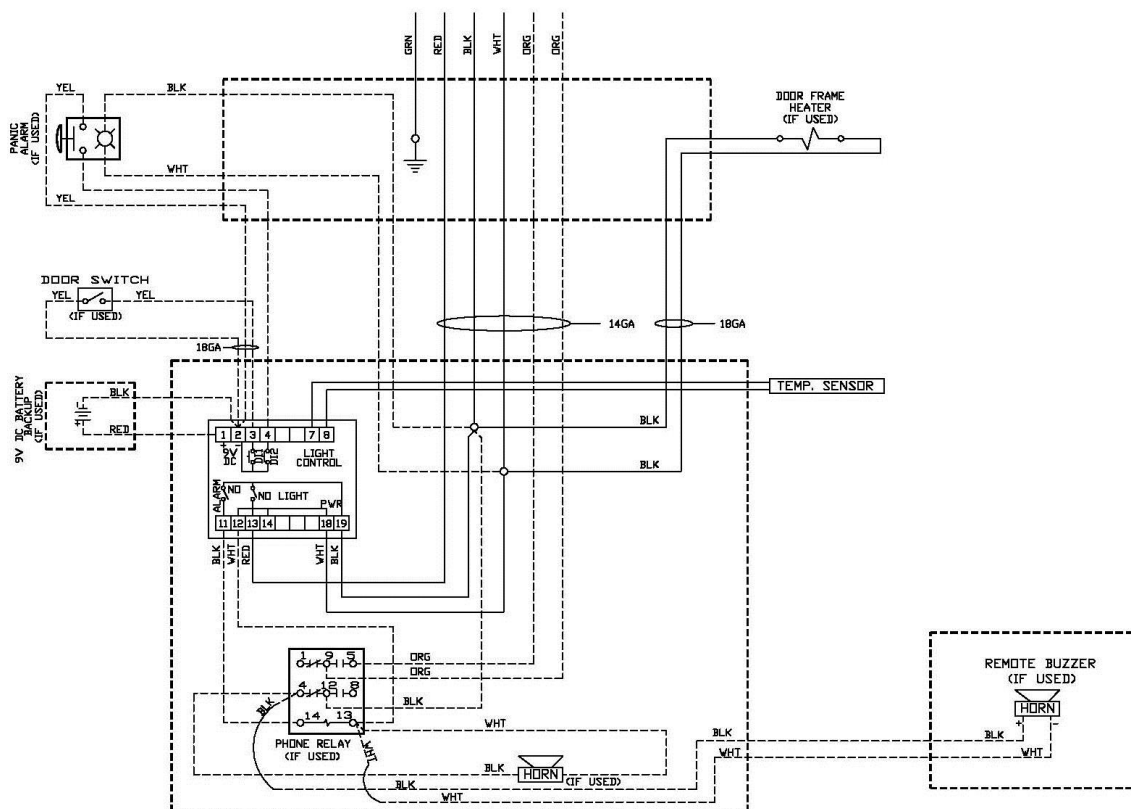 GRN
RED
BLK
WHT
ORG
ORG
YEL
BLK
PANIC
ALARM
(IF USED)
WHT
YEL
DOOR FRAME
HEATER
(IF USED)
DOOR SWITCH
YEL
YEL
(IF USED)
18GA
14GA
18GA
9V DC BATTERY
BACKUP
(IF USED)
BLK
RED
TEMP. SENSOR
BLK
BLK
1 2 3 4 7 8
+ -
9V
DC
DI1
DI2
LIGHT
CONTROL
ALARM
NO
NO LIGHT
PWR
11 12 13 14 18 19
BLK
WHT
RED
WHT
BLK
1 9 5
ORG
ORG
4 12 8
BLK
BLK
14 13
WHT
PHONE RELAY
(IF USED)
WHT
BLK
HORN
(IF USED)
BLK
WHT
BLK
WHT
REMOTE BUZZER
(IF USED)
HORN
+ -
BLK
WHT